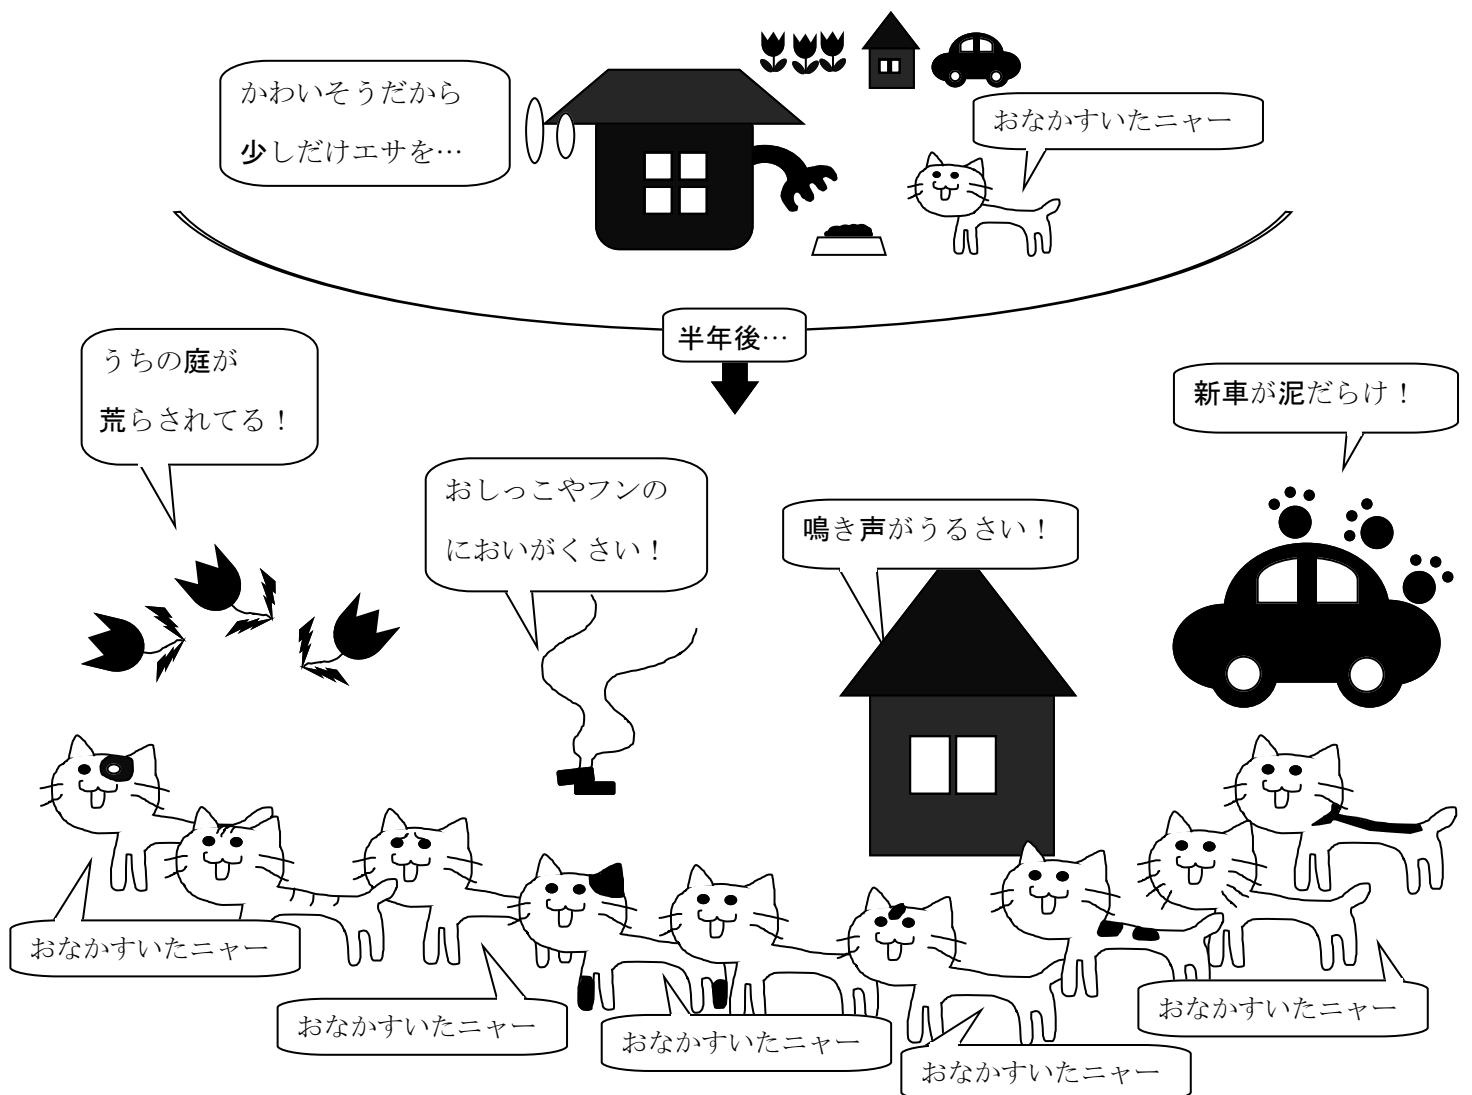 かわいそうだから
少しだけエサを…
おなかすいたニャー
半年後…
うちの庭が
荒らされてる！
新車が泥だらけ！
おしっこやフンの
においがくさい！
鳴き声がうるさい！
おなかすいたニャー
おなかすいたニャー
おなかすいたニャー
おなかすいたニャー
おなかすいたニャー